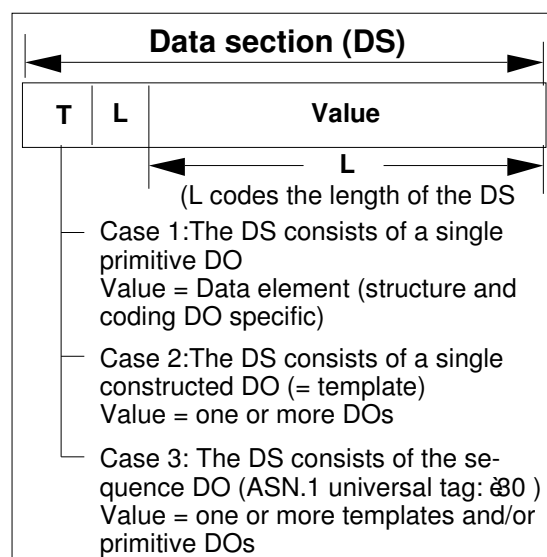 Data section (DS)
T L Value
L
(L codes the length of the DS
Case 1:The DS consists of a single
primitive DO
Value = Data element (structure and
coding DO specific)
Case 2:The DS consists of a single
constructed DO (= template)
Value = one or more DOs
Case 3: The DS consists of the se-
quence DO (ASN.1 universal tag: è30 )
Value = one or more templates and/or
primitive DOs